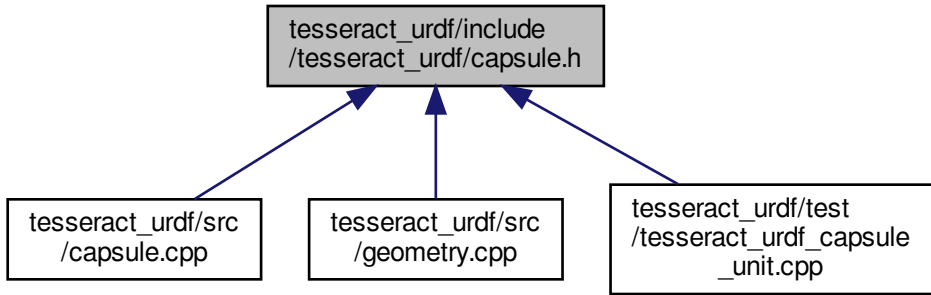 tesseract_urdf/include
/tesseract_urdf/capsule.h
tesseract_urdf/src
/capsule.cpp
tesseract_urdf/src
/geometry.cpp
tesseract_urdf/test
/tesseract_urdf_capsule
_unit.cpp